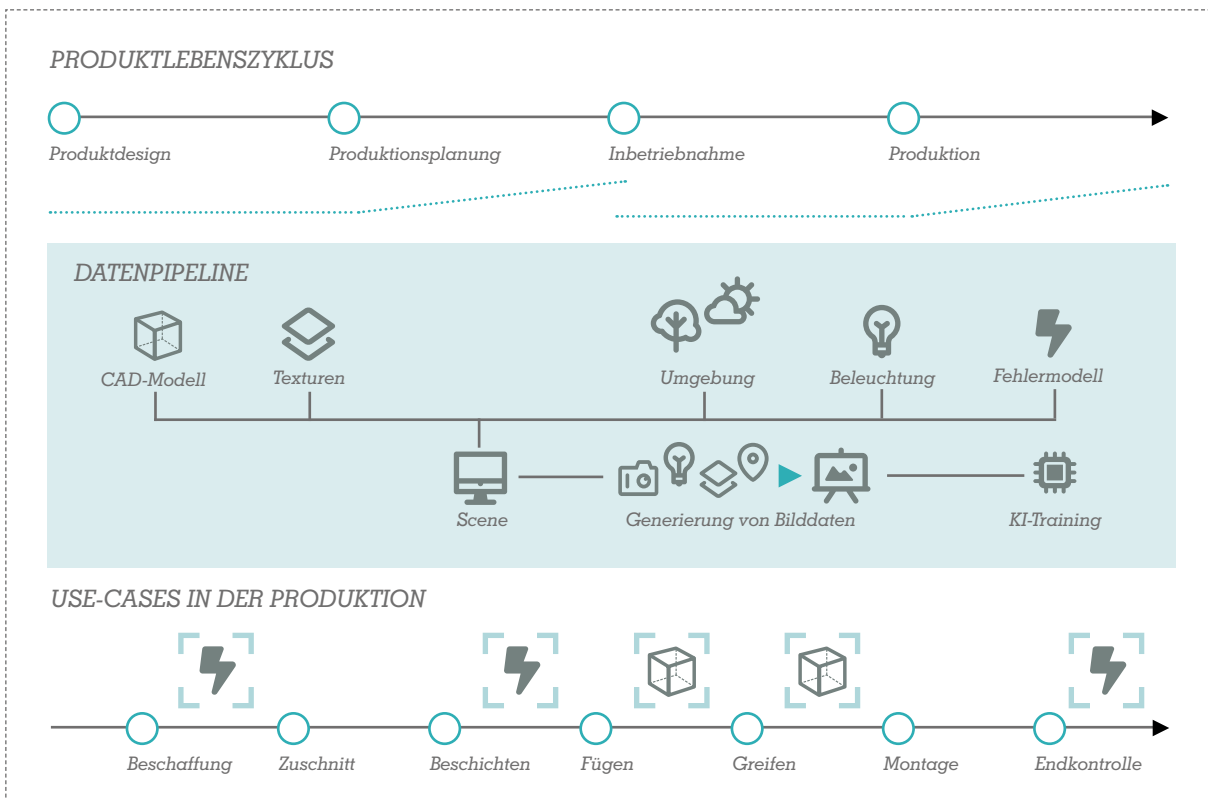 PRODUKTLEBENSZYKLUS
Produktdesign
Produktionsplanung
Inbetriebnahme
Produktion
DATENPIPELINE
CAD-Modell
Texturen
Umgebung
Beleuchtung
Fehlermodell
Scene
Generierung von Bilddaten
KI-Training
USE-CASES IN DER PRODUKTION
Beschaffung
Zuschnitt
Beschichten
Fügen
Greifen
Montage
Endkontrolle